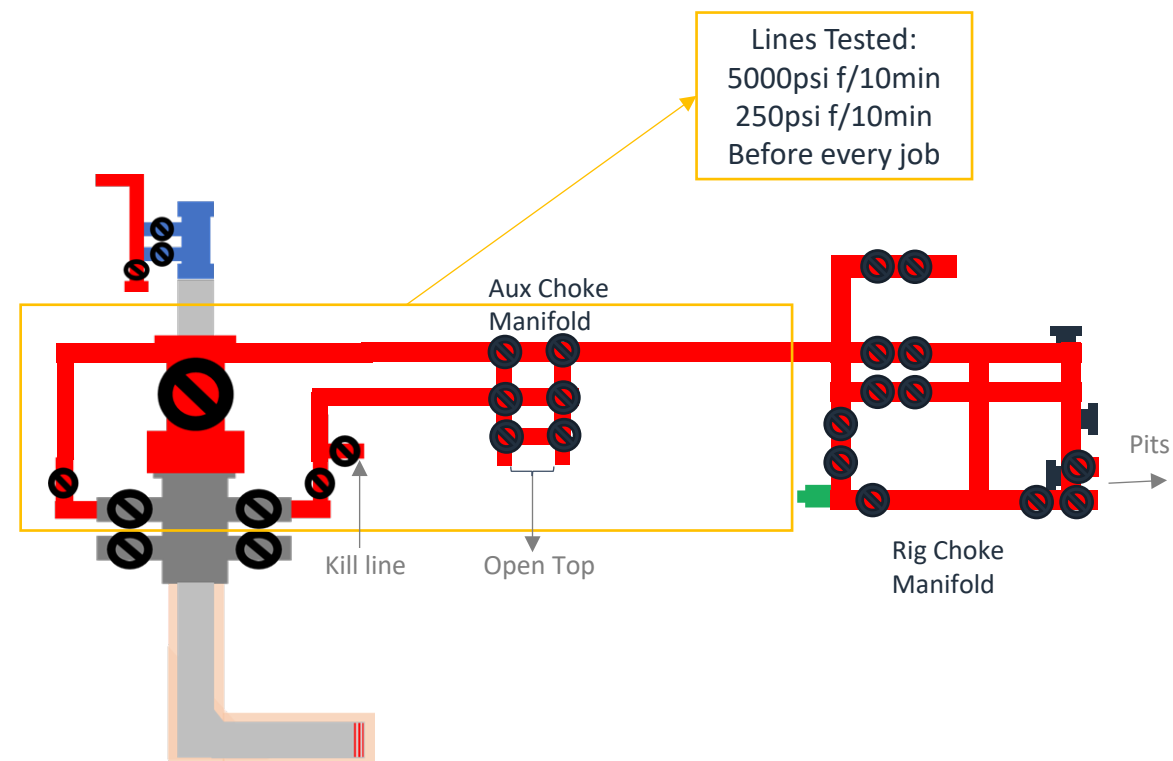 Lines Tested:
5000psi f/10min
250psi f/10min
Before every job
Aux Choke
Manifold
Pits
Kill line
Open Top
Rig Choke
Manifold